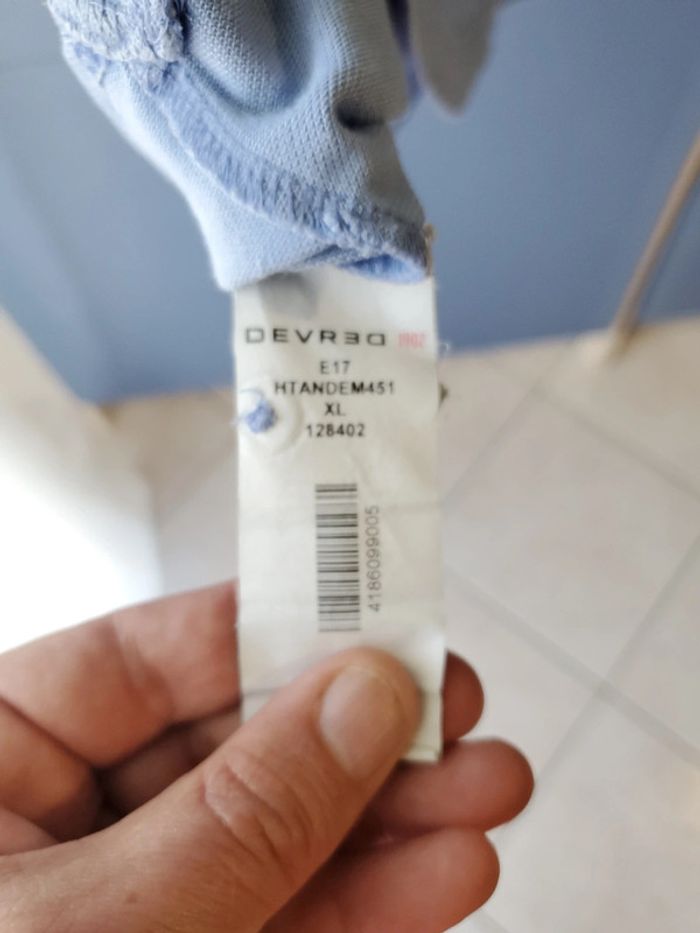 DEVRED 1902
E17
HTANDEM451
XL
128402
4186099005